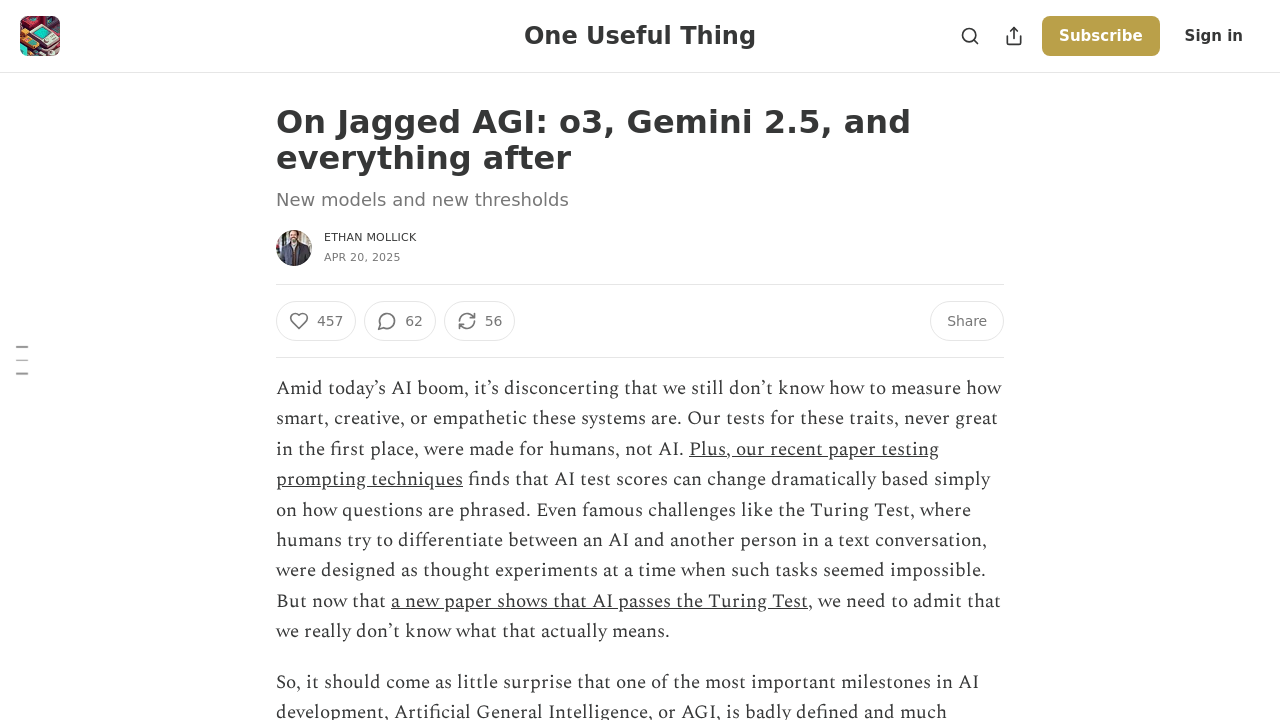 One Useful Thing
Subscribe
Sign in
On Jagged AGI: o3, Gemini 2.5, and
everything after
New models and new thresholds
ETHAN MOLLICK
APR 20, 2025
457
62
56
Share
Amid today’s AI boom, it’s disconcerting that we still don’t know how to measure how
smart, creative, or empathetic these systems are. Our tests for these traits, never great
in the first place, were made for humans, not AI. Plus, our recent paper testing
prompting techniques finds that AI test scores can change dramatically based simply
on how questions are phrased. Even famous challenges like the Turing Test, where
humans try to differentiate between an AI and another person in a text conversation,
were designed as thought experiments at a time when such tasks seemed impossible.
But now that a new paper shows that AI passes the Turing Test, we need to admit that
we really don’t know what that actually means.
So, it should come as little surprise that one of the most important milestones in AI
development, Artificial General Intelligence, or AGI, is badly defined and much